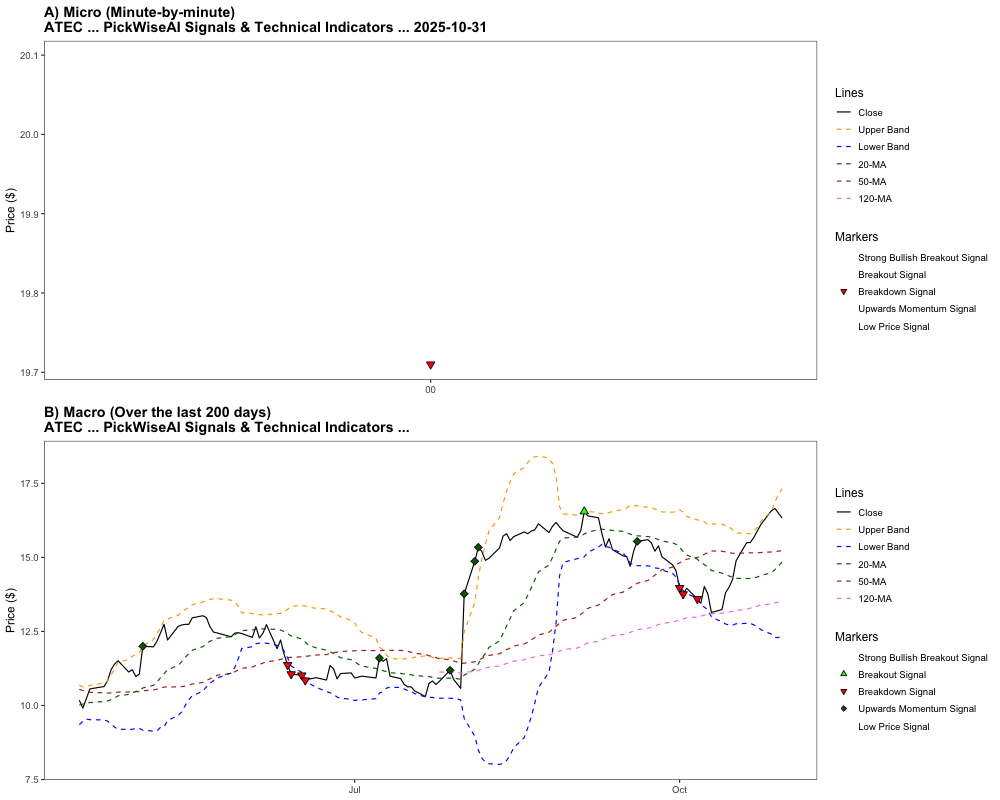 A) Micro (Minute-by-minute)
ATEC ... PickWiseAI Signals & Technical Indicators ... 2025-10-31
20.1
20.0
19.9
19.8
19.7
Price ($)
00
Lines
Close
Upper Band
Lower Band
20-MA
50-MA
120-MA
Markers
Strong Bullish Breakout Signal
Breakout Signal
Breakdown Signal
Upwards Momentum Signal
Low Price Signal
B) Macro (Over the last 200 days)
ATEC ... PickWiseAI Signals & Technical Indicators ...
17.5
15.0
12.5
10.0
7.5
Price ($)
Jul
Oct
Lines
Close
Upper Band
Lower Band
20-MA
50-MA
120-MA
Markers
Strong Bullish Breakout Signal
Breakout Signal
Breakdown Signal
Upwards Momentum Signal
Low Price Signal